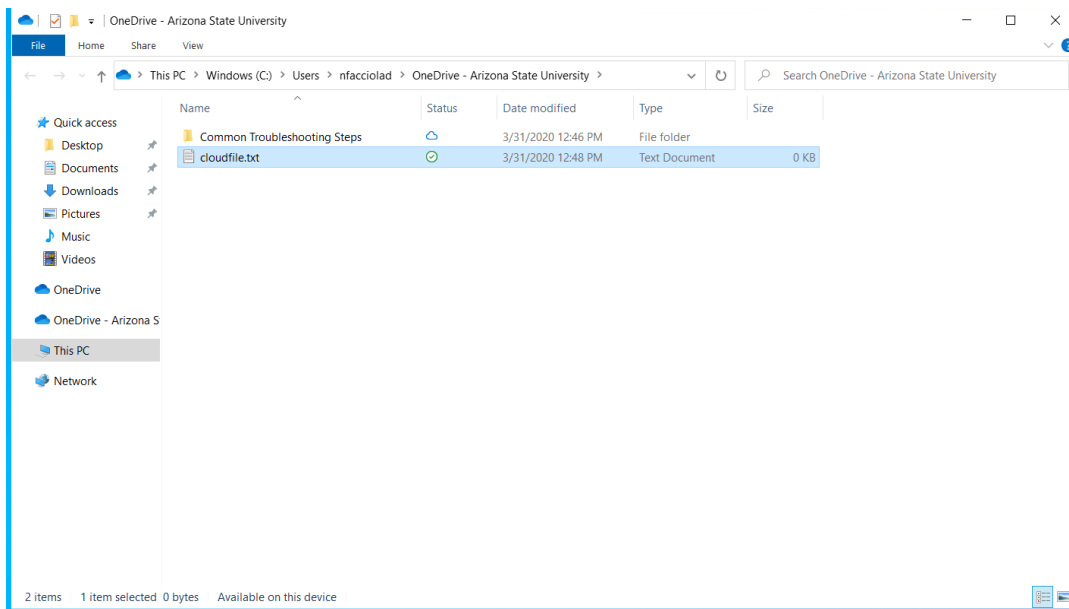 OneDrive - Arizona State University
File Home Share View
This PC > Windows (C:) > Users > nfacciolad > OneDrive - Arizona State University >
Search OneDrive - Arizona State University
Name Status Date modified Type Size
Quick access
Desktop
Documents
Downloads
Pictures
Music
Videos
OneDrive
OneDrive - Arizona S
This PC
Network
Common Troubleshooting Steps 3/31/2020 12:46 PM File folder
cloudfile.txt 3/31/2020 12:48 PM Text Document 0 KB
2 items 1 item selected 0 bytes Available on this device